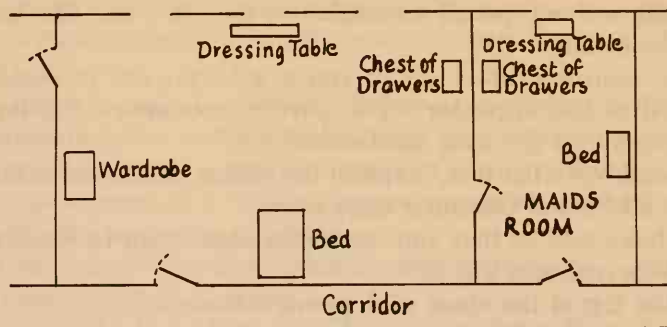 Dressing Table
Chest of
Drawers
Dressing Table
Chest of
Drawers
Wardrobe
Bed
Bed
MAIDS
ROOM
Corridor